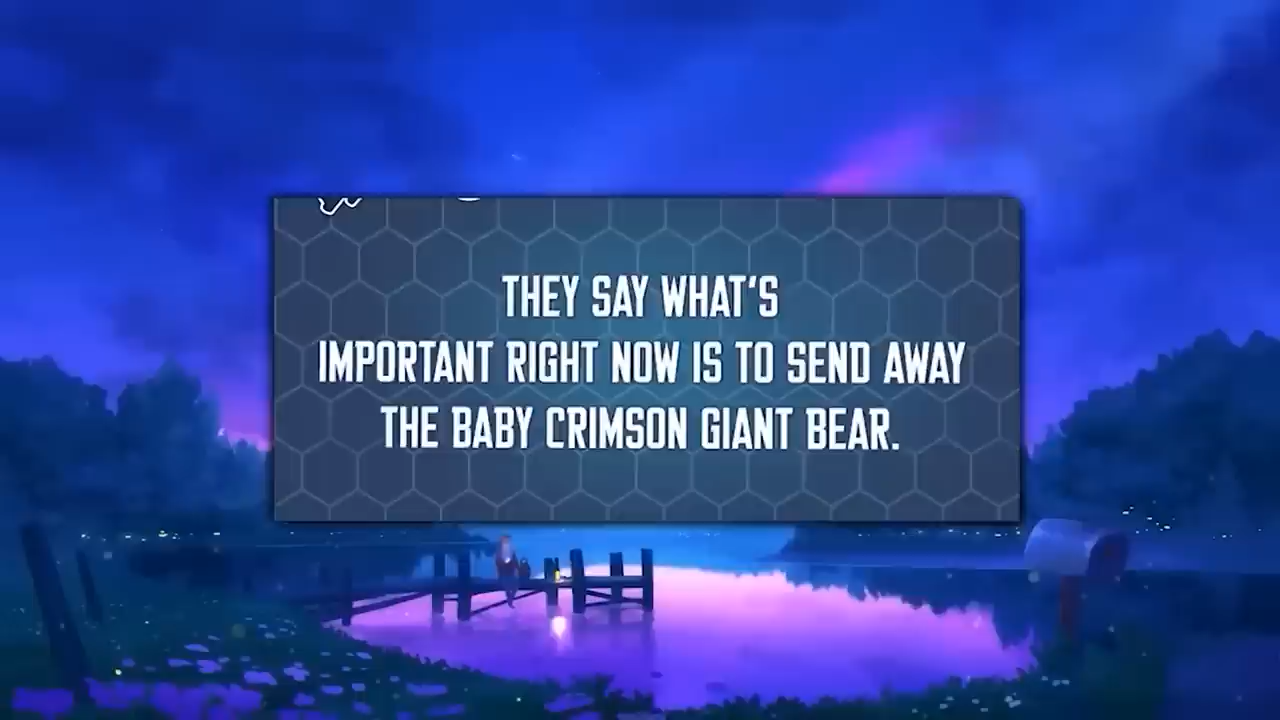 THEY SAY WHAT'S
IMPORTANT RIGHT NOW IS TO SEND AWAY
THE BABY CRIMSON GIANT BEAR.